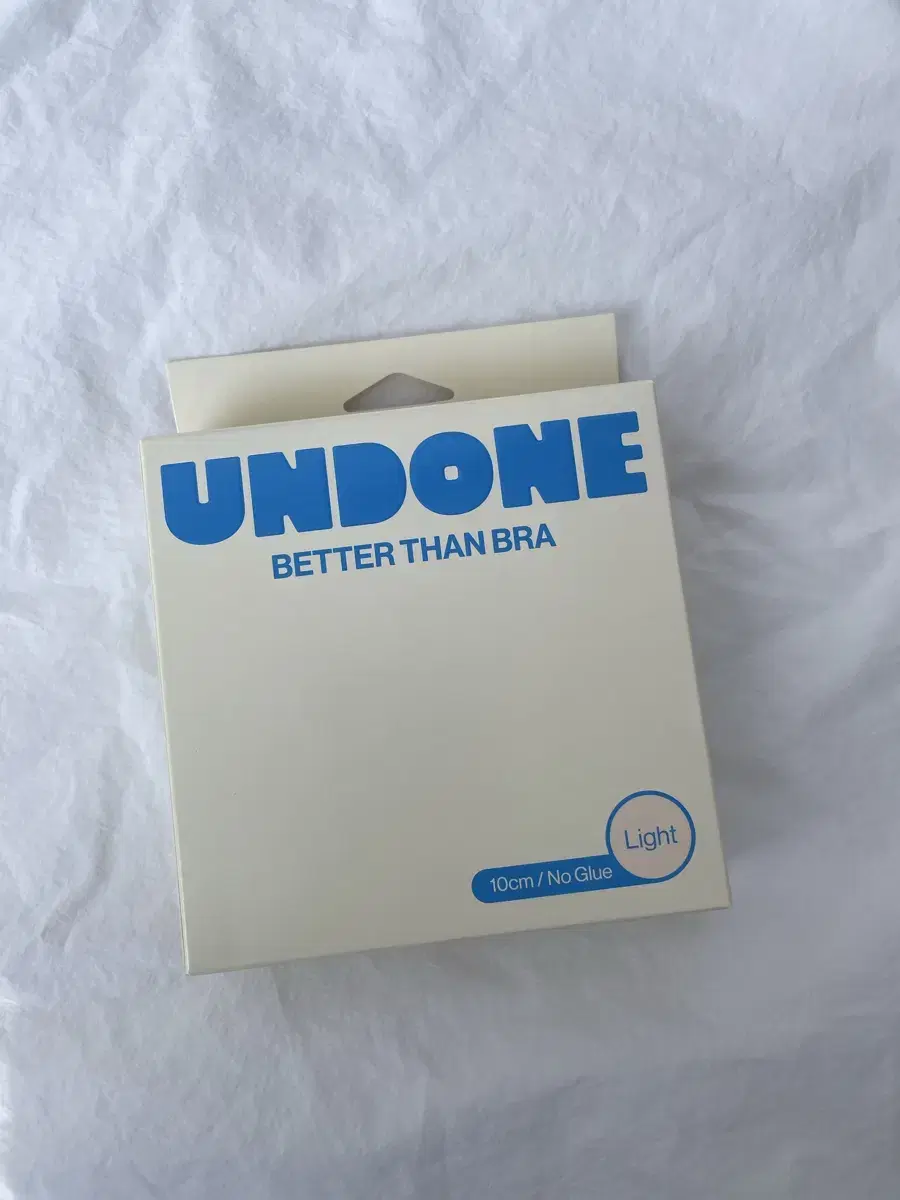 UNDONE
BETTER THAN BRA
Light
10cm / No Glue